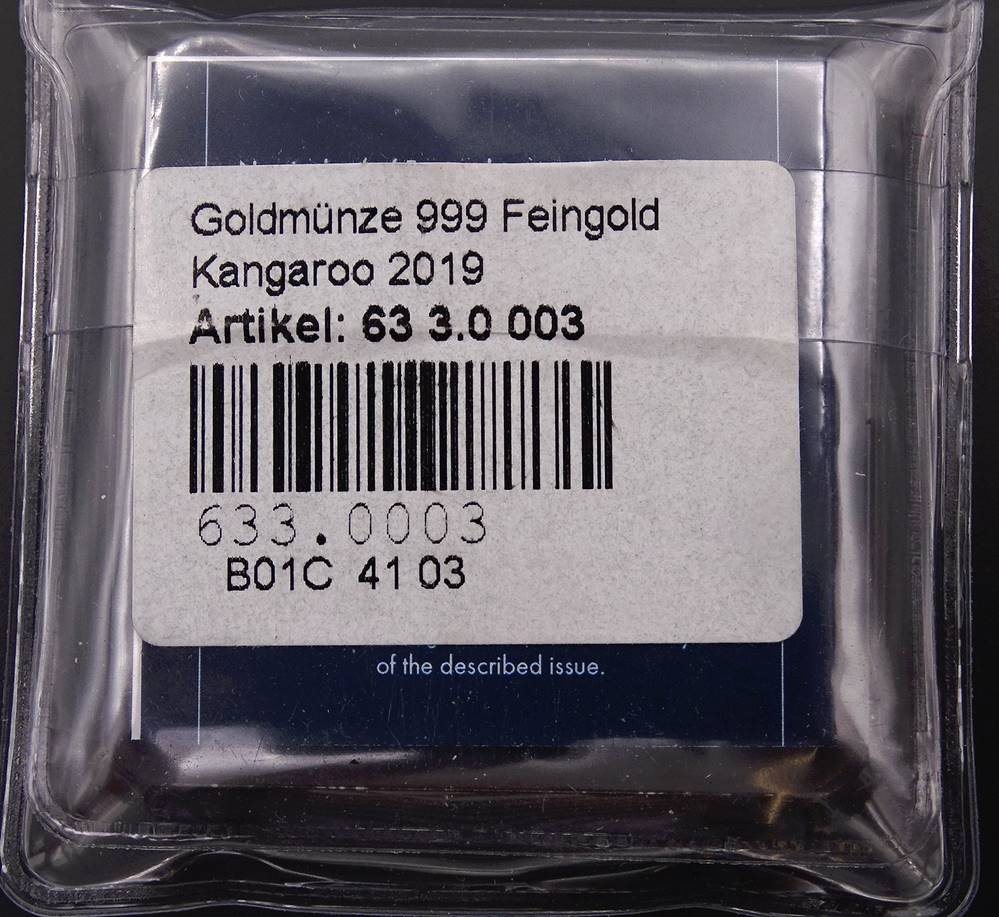 Goldmünze 999 Feingold
Kangaroo 2019
Artikel: 63 3.0 003
633.0003
B01C 41 03
of the described issue.